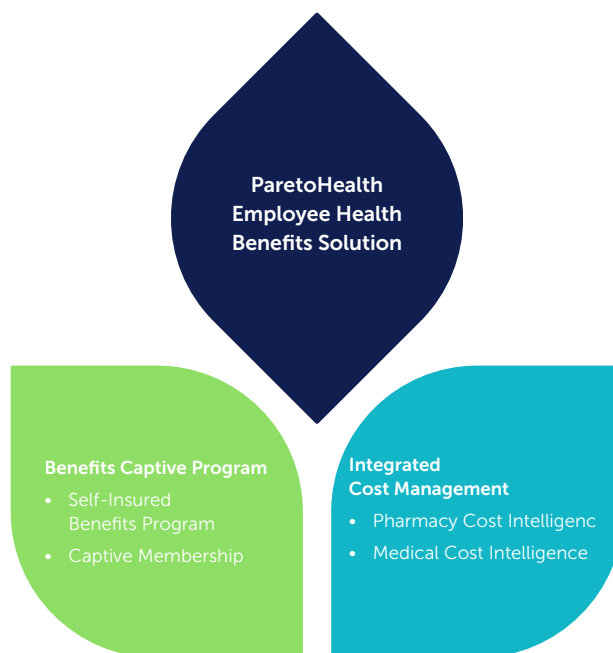 ParetoHealth
Employee Health
Benefits Solution
Benefits Captive Program
• Self-Insured
Benefits Program
• Captive Membership
Integrated
Cost Management
• Pharmacy Cost Intelligenc
• Medical Cost Intelligence